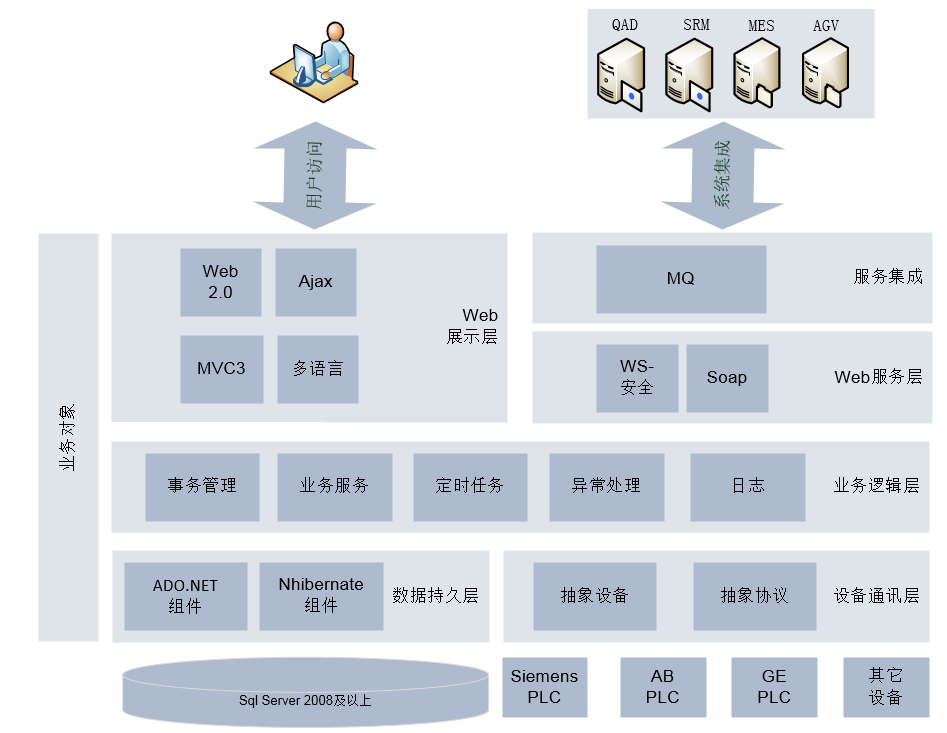 QAD
SRM
MES
AGV
用户访问
系统集成
业务对象
Web
2.0
Ajax
MVC3
多语言
Web
展示层
MQ
服务集成
WS-
安全
Soap
Web服务层
事务管理
业务服务
定时任务
异常处理
日志
业务逻辑层
ADO.NET
组件
Nhibernate
组件
数据持久层
抽象设备
抽象协议
设备通讯层
Sql Server 2008及以上
Siemens
PLC
AB
PLC
GE
PLC
其它
设备